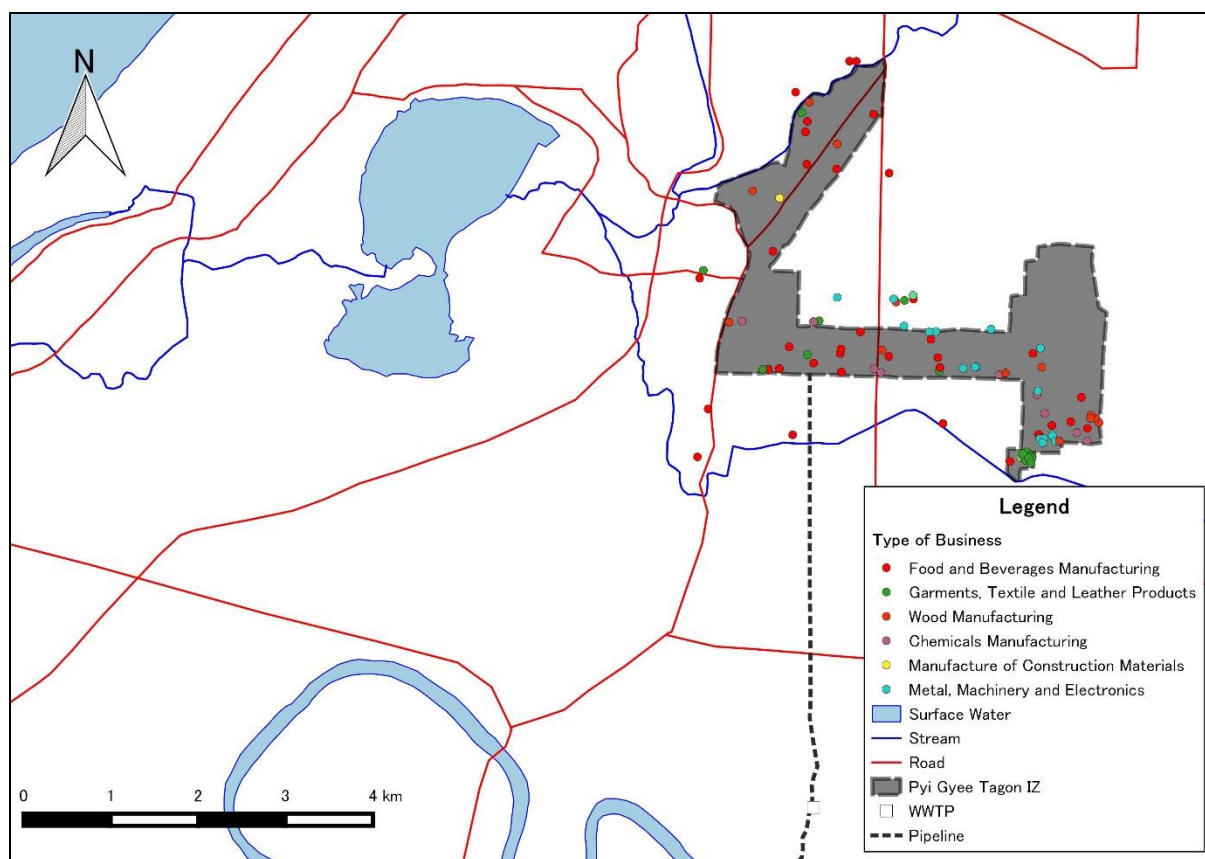 N
0 1 2 3 4 km
Legend
Type of Business
Food and Beverages Manufacturing
Garments, Textile and Leather Products
Wood Manufacturing
Chemicals Manufacturing
Manufacture of Construction Materials
Metal, Machinery and Electronics
Surface Water
Stream
Road
Pyi Gyee Tagon IZ
WWTP
Pipeline